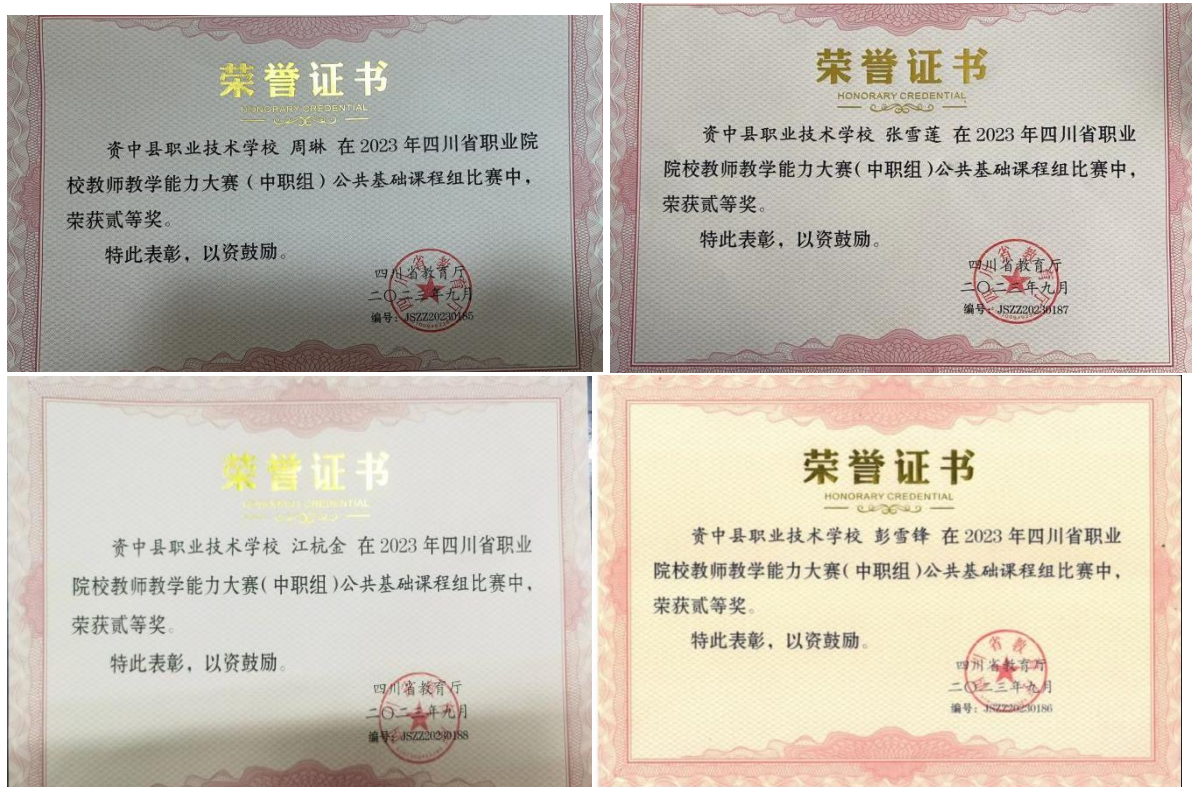 荣誉证书
HONORARY CREDENTIAL
资中县职业技术学校 周琳 在2023年四川省职业院
校教师教学能力大赛（中职组）公共基础课程组比赛中，
荣获贰等奖。
特此表彰，以资鼓励。
四川省教育厅
二〇二三年九月
编号：JSZZ20230185
荣誉证书
HONORARY CREDENTIAL
资中县职业技术学校 张雪莲 在2023年四川省职业
院校教师教学能力大赛（中职组）公共基础课程组比赛中，
荣获贰等奖。
特此表彰，以资鼓励。
四川省教育厅
二〇二三年九月
编号：JSZZ20230187
荣誉证书
HONORARY CREDENTIAL
资中县职业技术学校 江杭金 在2023年四川省职业
院校教师教学能力大赛（中职组）公共基础课程组比赛中，
荣获贰等奖。
特此表彰，以资鼓励。
四川省教育厅
二〇二三年九月
编号：JSZZ20230188
荣誉证书
HONORARY CREDENTIAL
资中县职业技术学校 彭雪锋 在2023年四川省职业
院校教师教学能力大赛（中职组）公共基础课程组比赛中，
荣获贰等奖。
特此表彰，以资鼓励。
四川省教育厅
二〇二三年九月
编号：JSZZ20230186